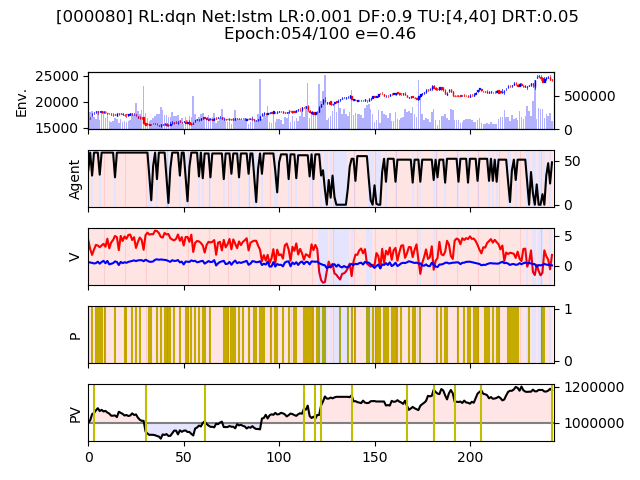 [000080] RL:dqn Net:lstm LR:0.001 DF:0.9 TU:[4,40] DRT:0.05
Epoch:054/100 e=0.46
Env.
25000
20000
15000
500000
0
Agent
50
0
V
5
0
P
1
0
PV
1200000
1000000
0 50 100 150 200